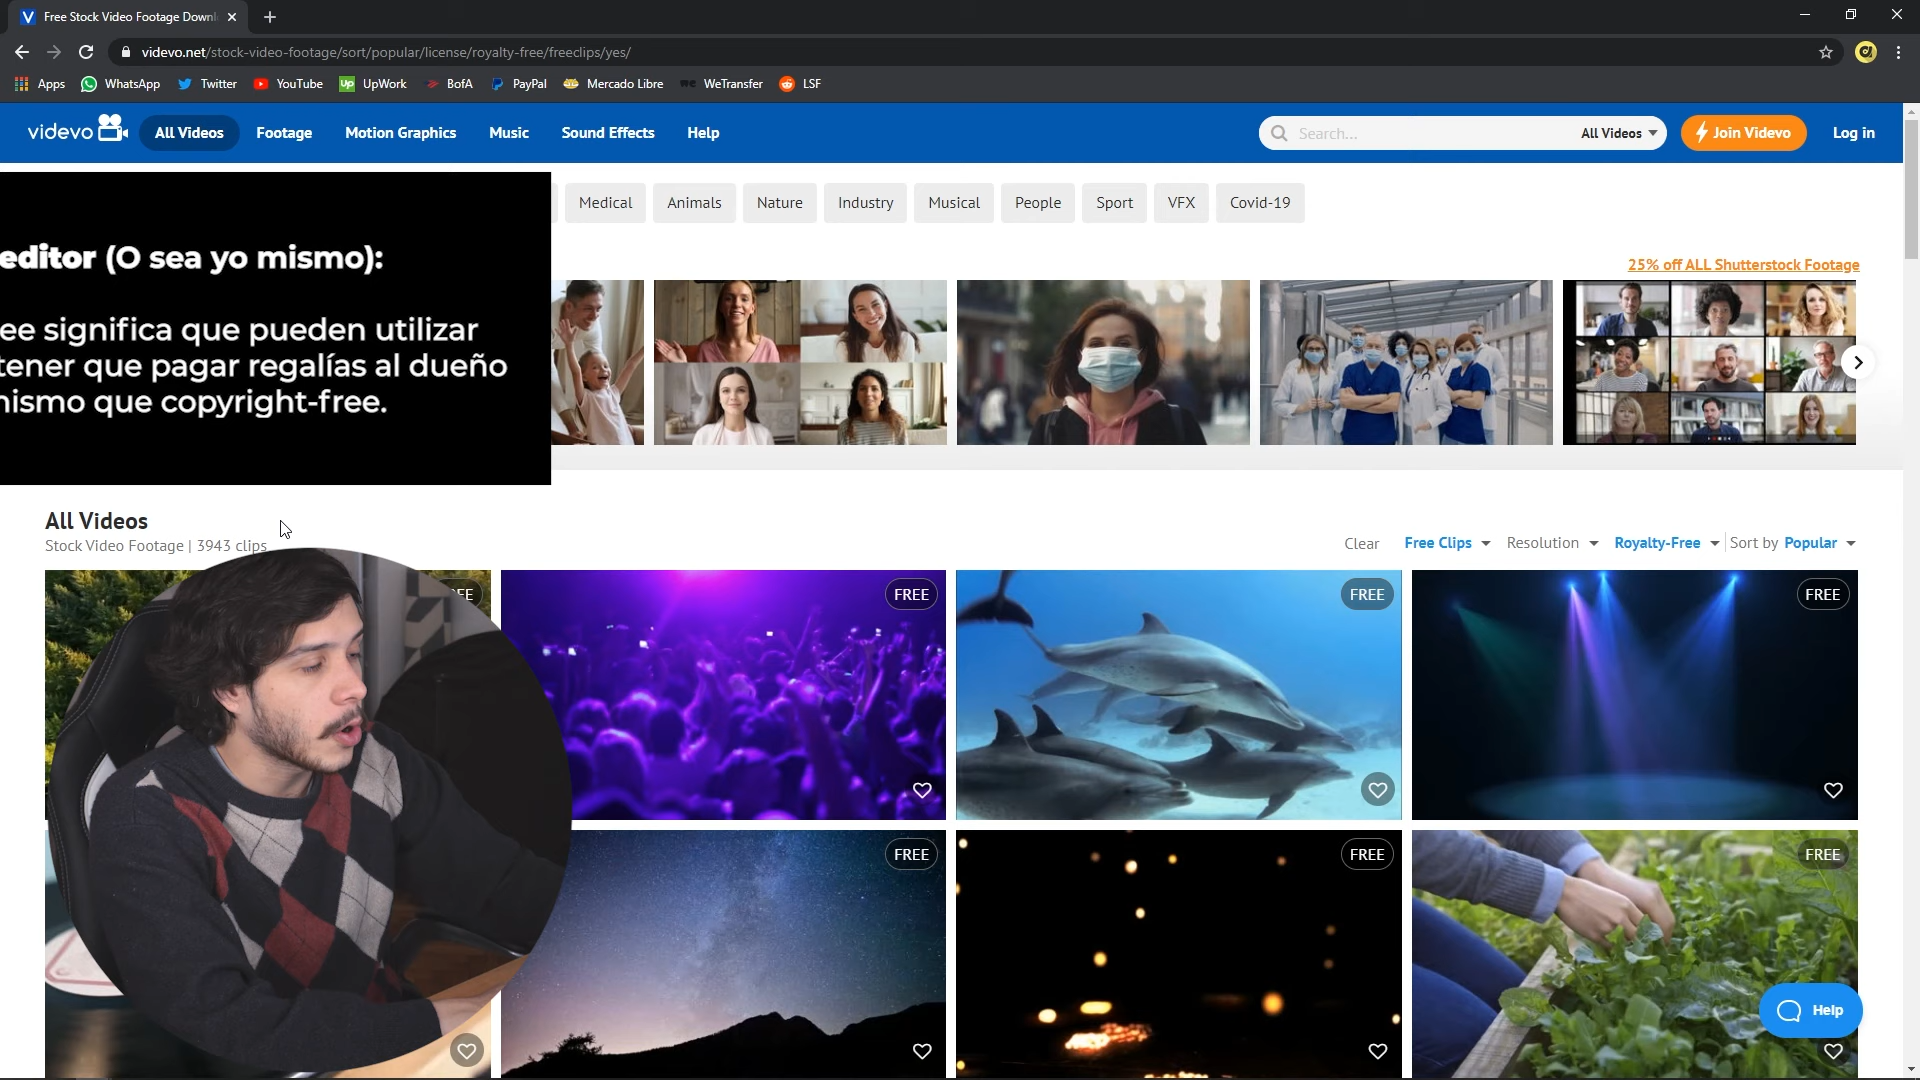 Free Stock Video Footage Downl
videvo.net/stock-video-footage/sort/popular/license/royalty-free/freeclips/yes/
Apps WhatsApp Twitter YouTube UpWork BofA PayPal Mercado Libre WeTransfer LSF
videvo All Videos Footage Motion Graphics Music Sound Effects Help Search... All Videos Join Videvo Log in
Medical Animals Nature Industry Musical People Sport VFX Covid-19
editor (O sea yo mismo):
25% off ALL Shutterstock Footage
ee significa que pueden utilizar
tener que pagar regalías al dueño
mismo que copyright-free.
All Videos
Stock Video Footage | 3943 clips
Clear Free Clips Resolution Royalty-Free Sort by Popular
EE FREE FREE FREE
FREE FREE FREE
Help